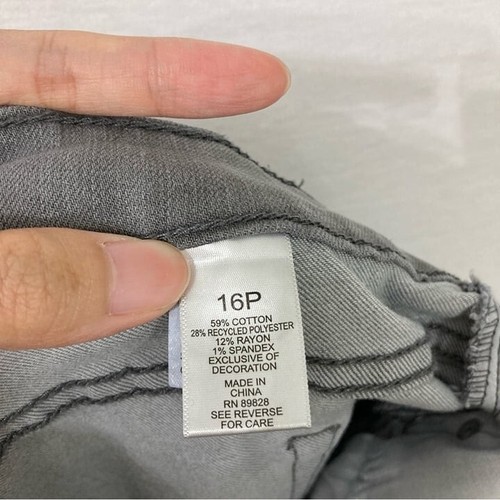 16P
59% COTTON
28% RECYCLED POLYESTER
12% RAYON
1% SPANDEX
EXCLUSIVE OF
DECORATION
MADE IN
CHINA
RN 89828
SEE REVERSE
FOR CARE